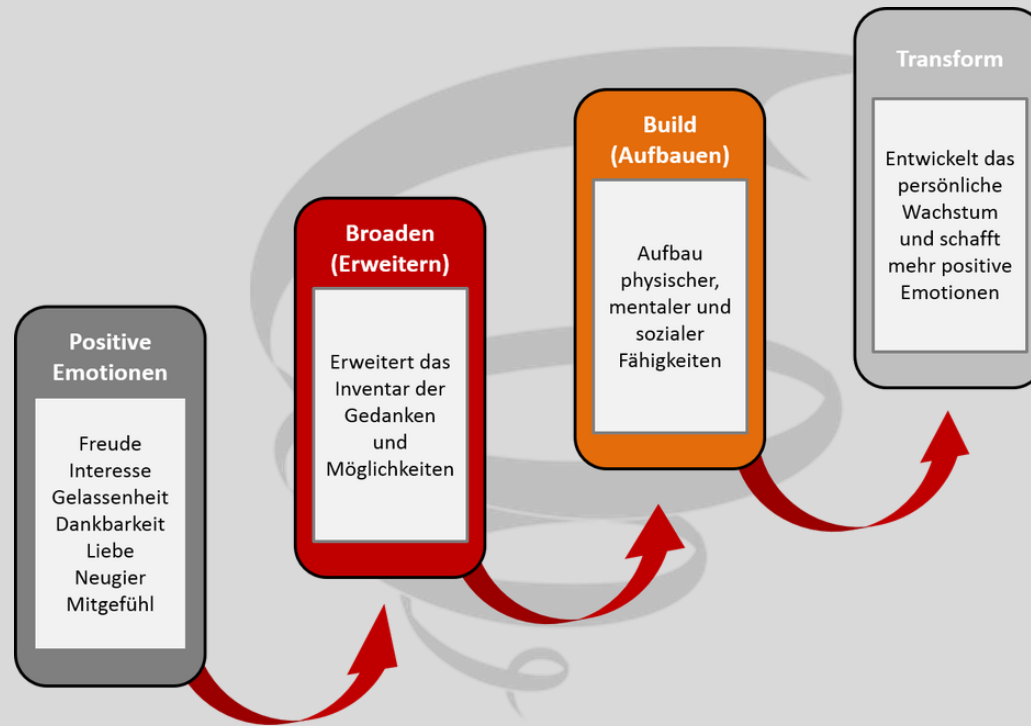 Positive
Emotionen
Freude
Interesse
Gelassenheit
Dankbarkeit
Liebe
Neugier
Mitgefühl
Broaden
(Erweitern)
Erweitert das
Inventar der
Gedanken
und
Möglichkeiten
Build
(Aufbauen)
Aufbau
physischer,
mentaler und
sozialer
Fähigkeiten
Transform
Entwickelt das
persönliche
Wachstum
und schafft
mehr positive
Emotionen